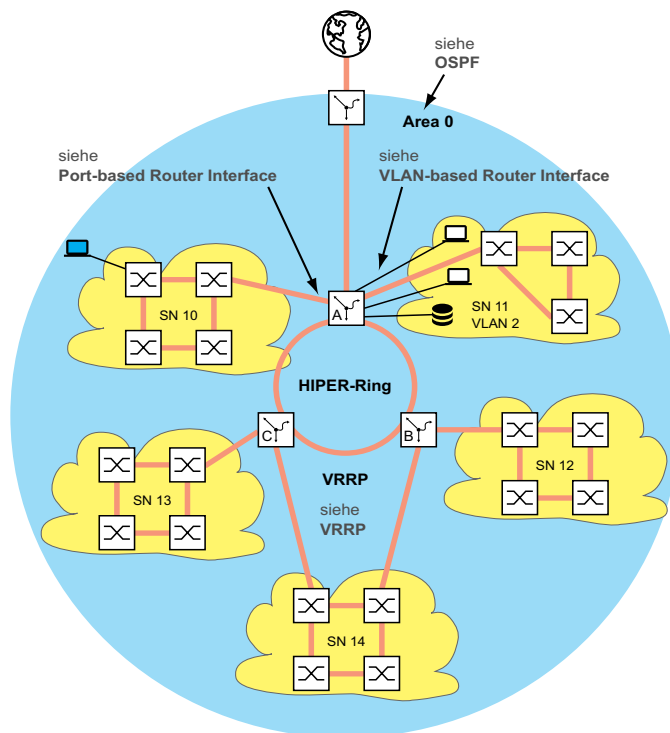 siehe
OSPF
Area 0
siehe
Port-based Router Interface
siehe
VLAN-based Router Interface
SN 10
A
SN 11
VLAN 2
HIPER-Ring
C
B
SN 13
VRRP
SN 12
siehe
VRRP
SN 14